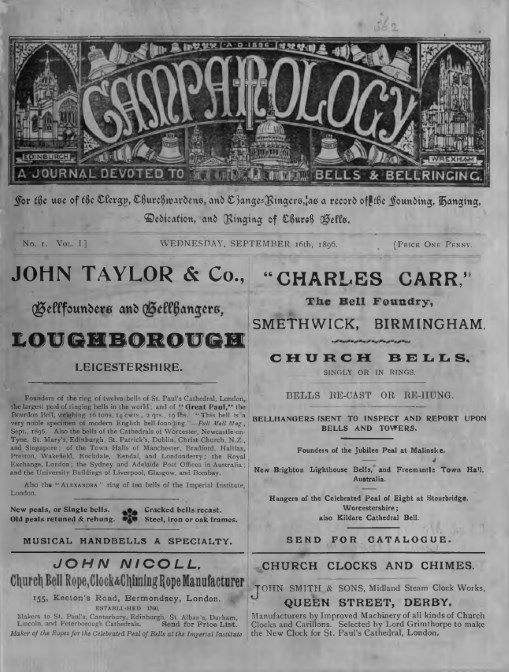 362
A.D. 1896
CAMPANOLOGY
EDINBURGH
WREXHAM
A JOURNAL DEVOTED TO BELLS & BELLRINGING.
For the use of the Clergy, Churchwardens, and Change-Ringers, as a record of the Founding, Hanging,
Dedication, and Ringing of Church Bells.
No. 1. VOL. I.] WEDNESDAY, SEPTEMBER 16th, 1896. [PRICE ONE PENNY.
JOHN TAYLOR & Co.,
Bellfounders and Bellhangers,
LOUGHBOROUGH
LEICESTERSHIRE.
Founders of the ring of twelve bells of St. Paul's Cathedral, London,
the largest peal of ringing bells in the world; and of "Great Paul," the
Bourdon Bell, weighing 16 tons, 14 cwts., 2 qrs., 19 lbs. "This bell is a
very noble specimen of modern English bell-founding."—Pall Mall Mag.,
Sept., 1896. Also the bells of the Cathedrals of Worcester, Newcastle-on-
Tyne, St. Mary's, Edinburgh, St. Patrick's, Dublin, Christ-Church, N.Z.,
and Singapore; of the Town Halls of Manchester, Bradford, Halifax,
Preston, Wakefield, Rochdale, Kendal, and Londonderry; the Royal
Exchange, London; the Sydney and Adelaide Post Offices in Australia;
and the University Buildings of Liverpool, Glasgow, and Bombay.
Also the "ALEXANDRA" ring of ten bells of the Imperial Institute,
London.
New peals, or Single bells. Cracked bells recast.
Old peals retuned & rehung. Steel, iron or oak frames.
MUSICAL HANDBELLS A SPECIALTY.
JOHN NICOLL,
Church Bell Rope, Clock & Chiming Rope Manufacturer
155, Keeton's Road, Bermondsey, London.
ESTABLISHED 1780.
Makers to St. Paul's, Canterbury, Edinburgh, St. Alban's, Durham,
Lincoln, and Peterborough Cathedrals. Send for Price List.
Maker of the Ropes for the Celebrated Peal of Bells at the Imperial Institute
"CHARLES CARR,"
The Bell Foundry,
SMETHWICK, BIRMINGHAM.
CHURCH BELLS,
SINGLY OR IN RINGS.
BELLS RE-CAST OR RE-HUNG.
BELLHANGERS SENT TO INSPECT AND REPORT UPON
BELLS AND TOWERS.
Founders of the Jubilee Peal at Malinske.
New Brighton Lighthouse Bells, and Freemantle Town Hall,
Australia.
Hangers of the Celebrated Peal of Eight at Stourbridge,
Worcestershire;
also Kildare Cathedral Bell.
SEND FOR CATALOGUE.
CHURCH CLOCKS AND CHIMES.
JOHN SMITH & SONS, Midland Steam Clock Works,
QUEEN STREET, DERBY,
Manufacturers by Improved Machinery of all kinds of Church
Clocks and Carillons. Selected by Lord Grimthorpe to make
the New Clock for St. Paul's Cathedral, London.